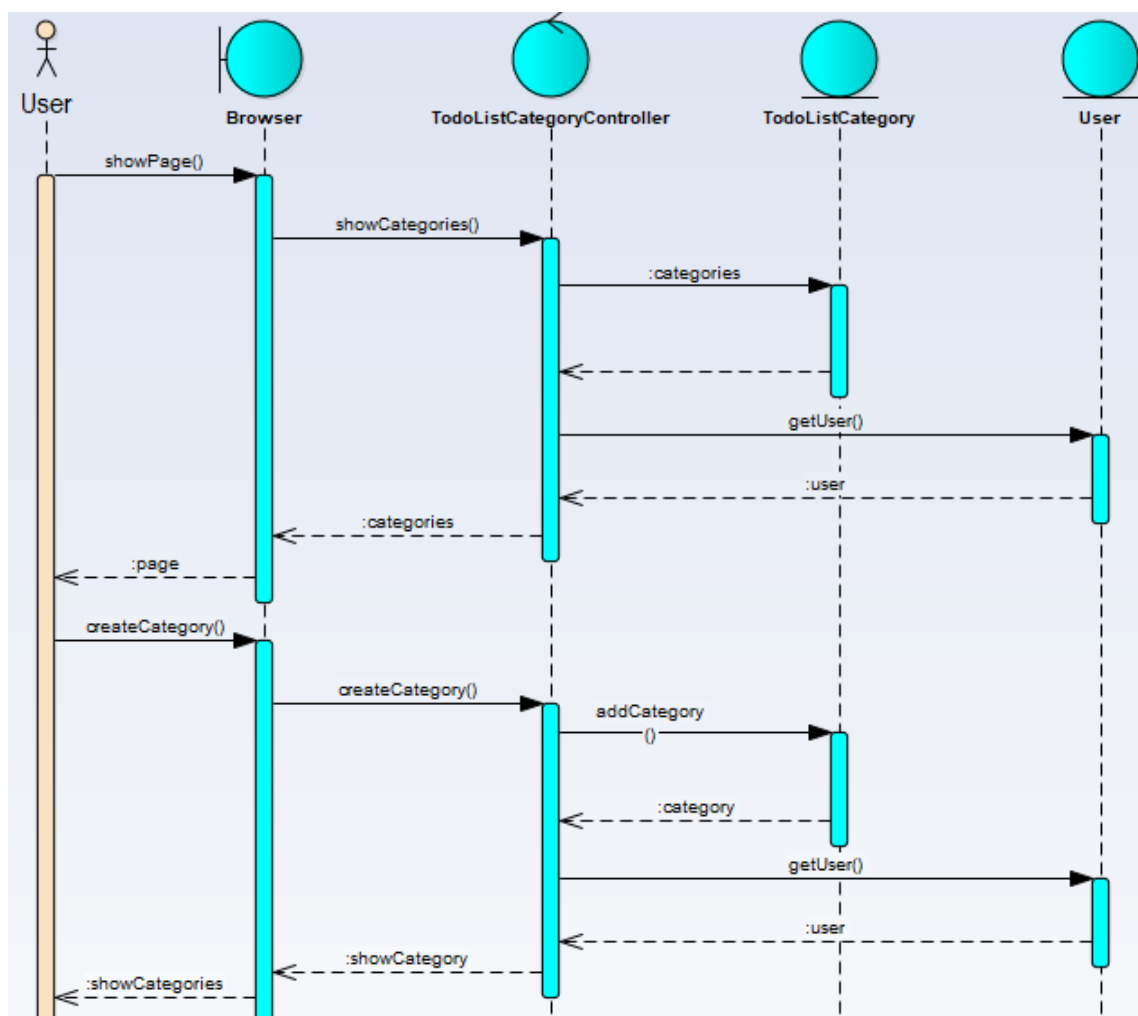 User
Browser
TodoListCategoryController
TodoListCategory
User
showPage()
showCategories()
:categories
getUser()
:user
:categories
:page
createCategory()
createCategory()
addCategory
()
:category
getUser()
:user
:showCategory
:showCategories